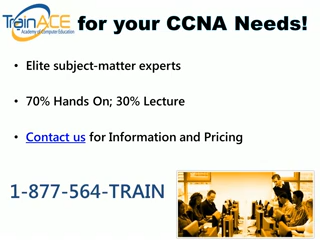 TrainACE
Academy of Computer Education
for your CCNA Needs!
• Elite subject-matter experts
• 70% Hands On; 30% Lecture
• Contact us for Information and Pricing
1-877-564-TRAIN